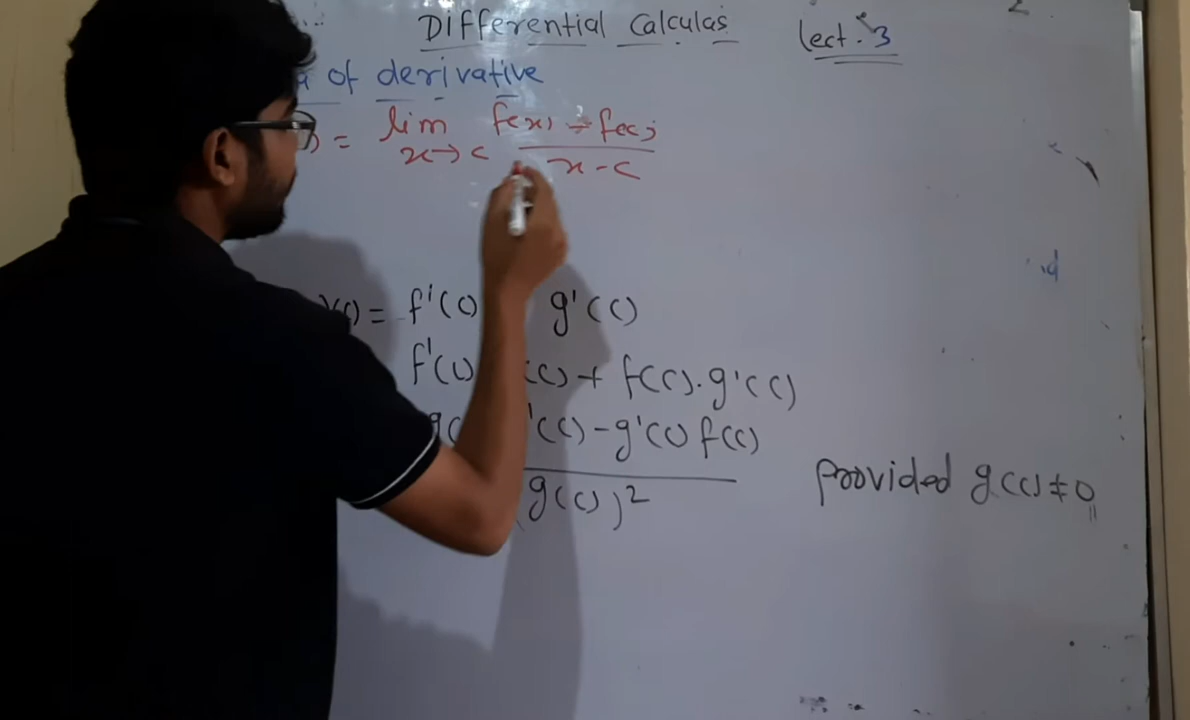 Differential Calculas Lect. 3
of derivative
= lim x→c f(x) - f(c) / x - c
)(c) = f'(c) g'(c)
f'(c) (c) + f(c).g'(c)
g(c) '(c) - g'(c) f(c)
g(c))² provided g(c) ≠ 0